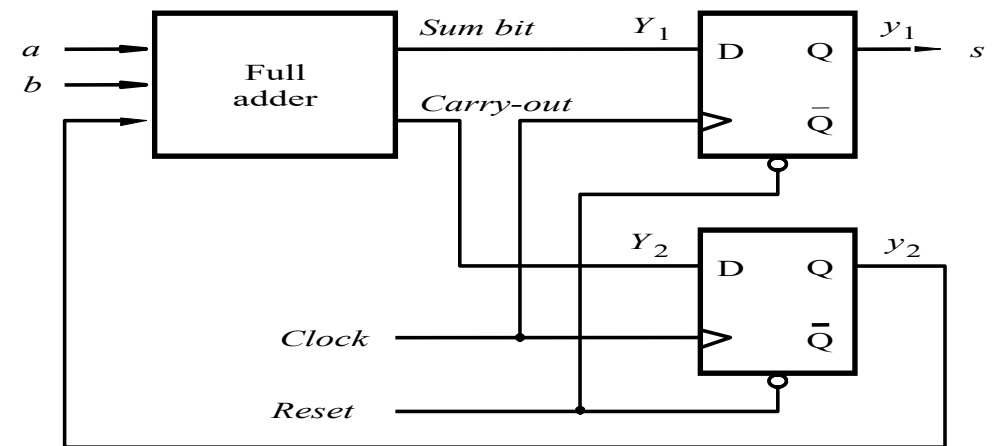 a
b
Full
adder
Sum bit
Carry-out
Y1
D Q
Q̅
y1
s
Y2
D Q
Q̅
y2
Clock
Reset